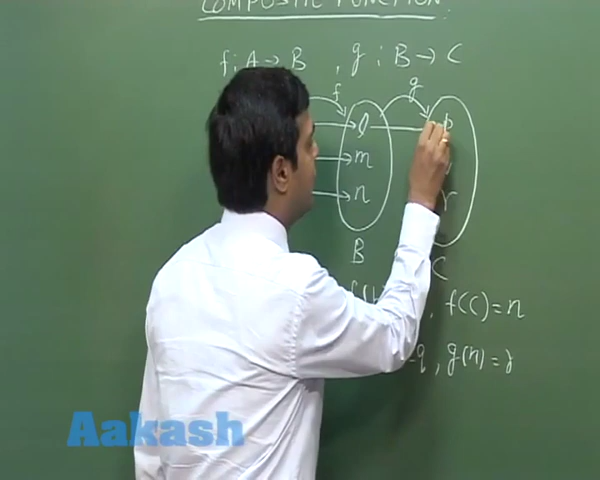 COMPOSITE FUNCTION
f : A → B , g : B → C
f g
l p
m
n r
B C
, f(c) = n
q , g(n) = r
Aakash